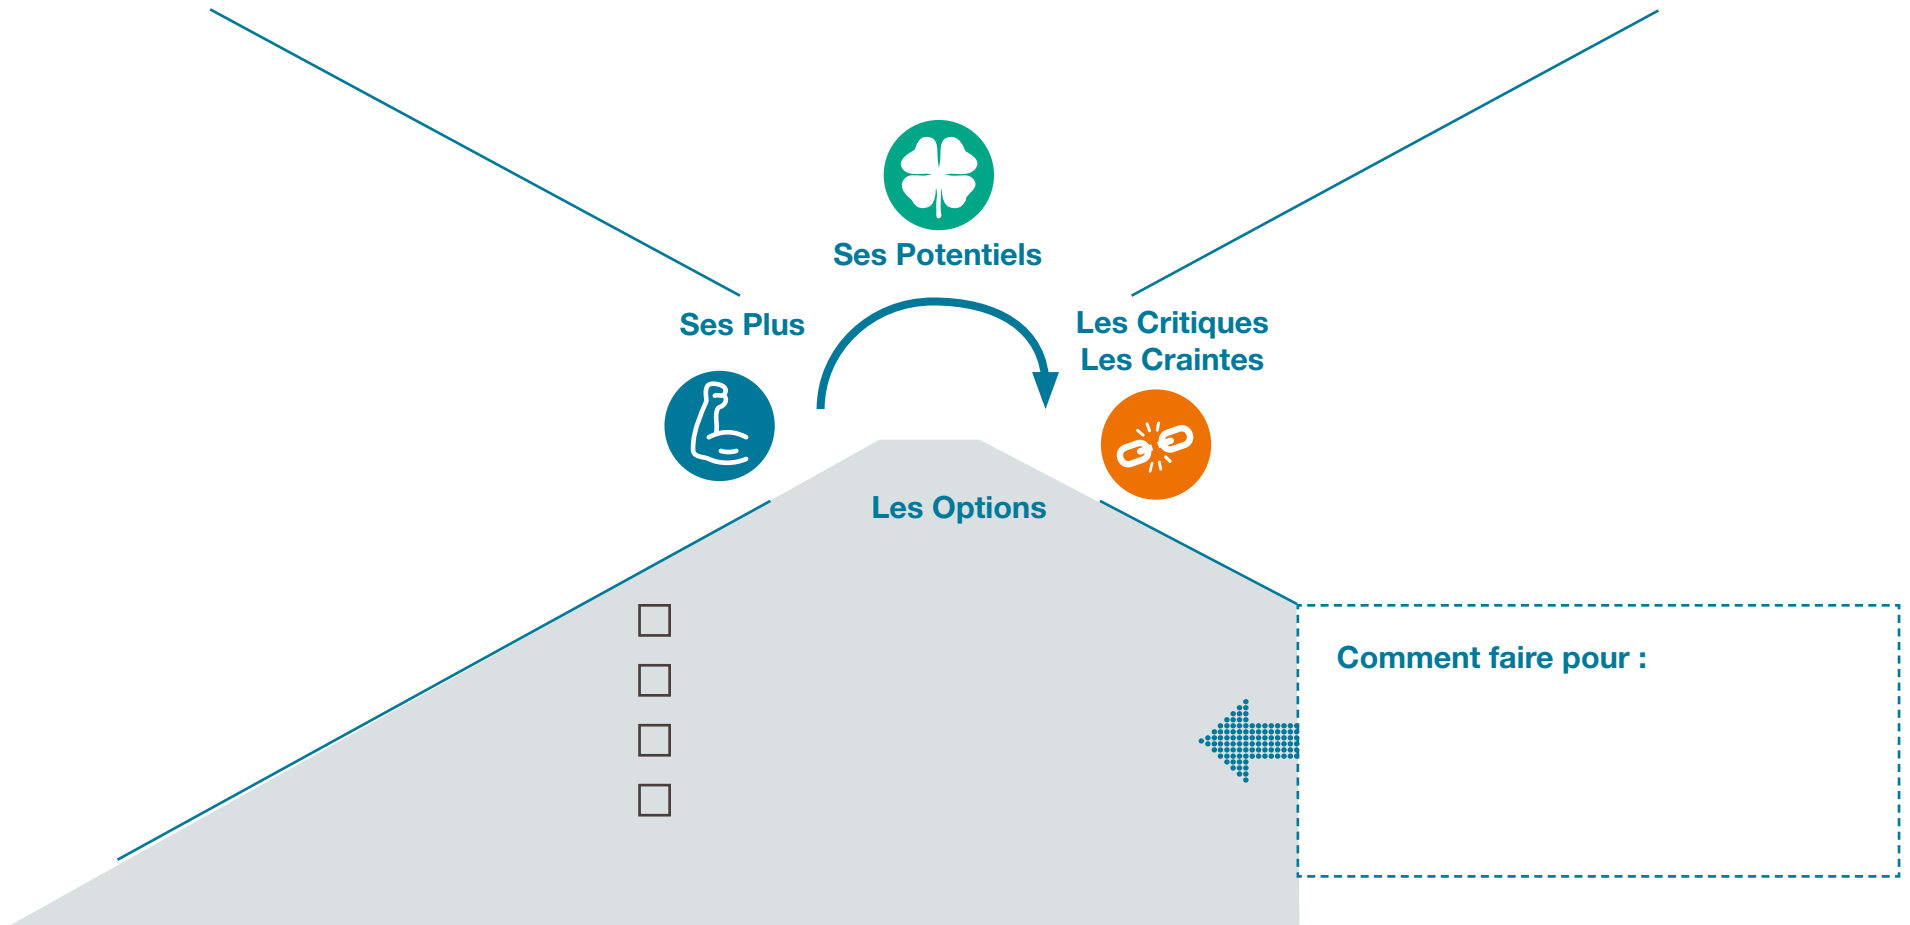 Ses Potentiels
Ses Plus
Les Critiques
Les Craintes
Les Options
Comment faire pour :